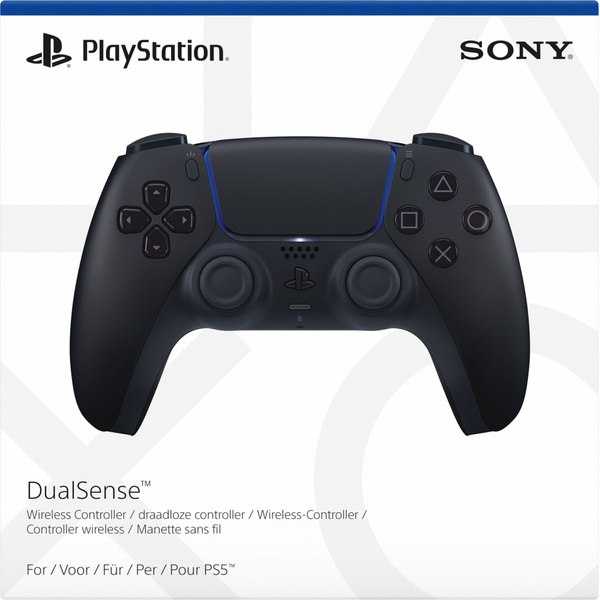 PlayStation®
SONY®
DualSense™
Wireless Controller / draadloze controller / Wireless-Controller /
Controller wireless / Manette sans fil
For / Voor / Für / Per / Pour PS5™